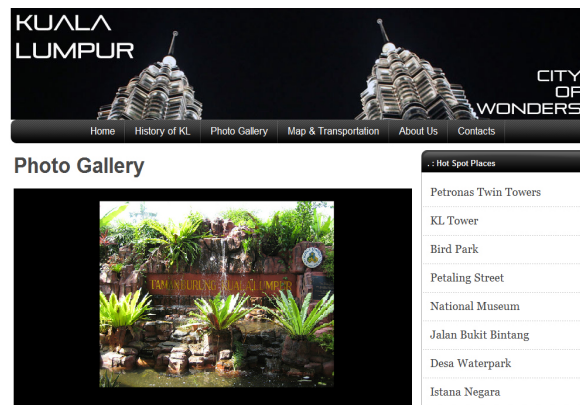 KUALA
LUMPUR
CITY
OF
WONDERS
Home History of KL Photo Gallery Map & Transportation About Us Contacts
Photo Gallery
TAMAN BURUNG KUALA LUMPUR
. : Hot Spot Places
Petronas Twin Towers
KL Tower
Bird Park
Petaling Street
National Museum
Jalan Bukit Bintang
Desa Waterpark
Istana Negara